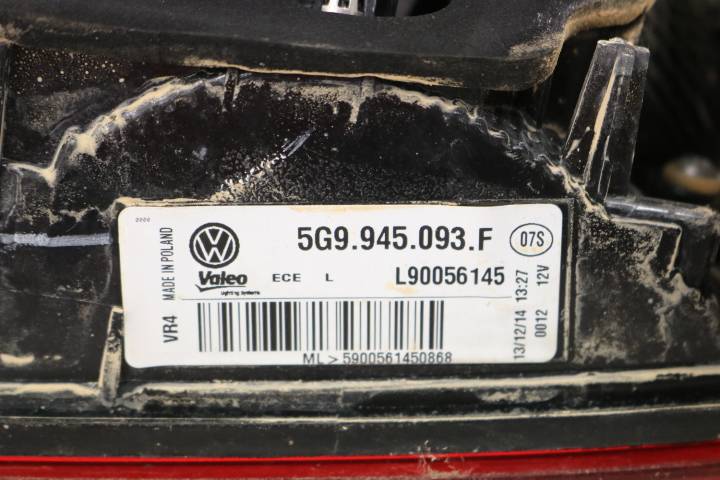 0000
5G9.945.093.F
07S
MADE IN POLAND
VW
Valeo
Lighting Systems
ECE L
L90056145
VR4
ML > 5900561450868
13/12/14 13:27
0012 12V